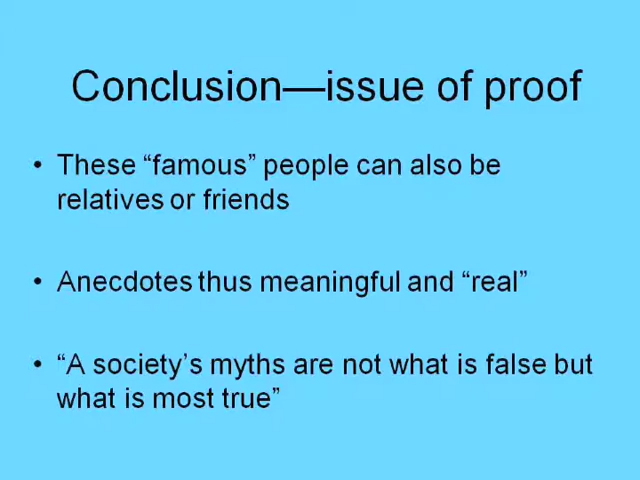 Conclusion—issue of proof
• These “famous” people can also be
relatives or friends
• Anecdotes thus meaningful and “real”
• “A society’s myths are not what is false but
what is most true”